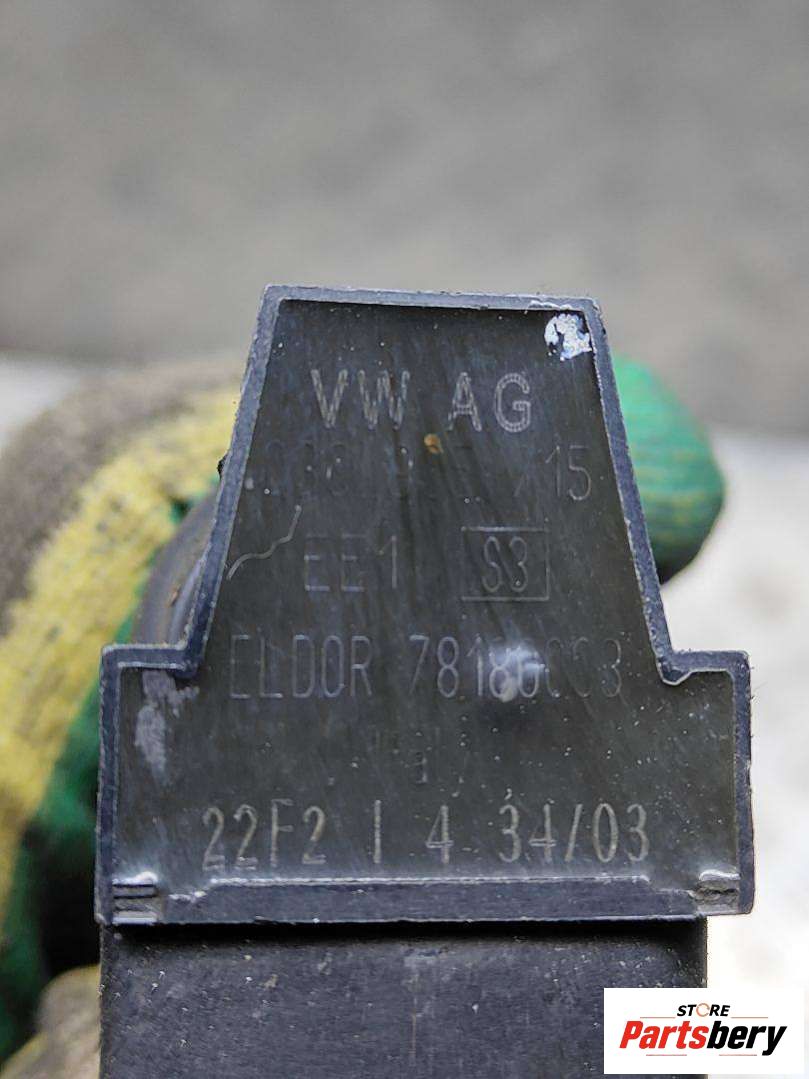 VW AG
15
EE1 S3
ELDOR
22F2 I 4 34/03
STORE
Partsbery